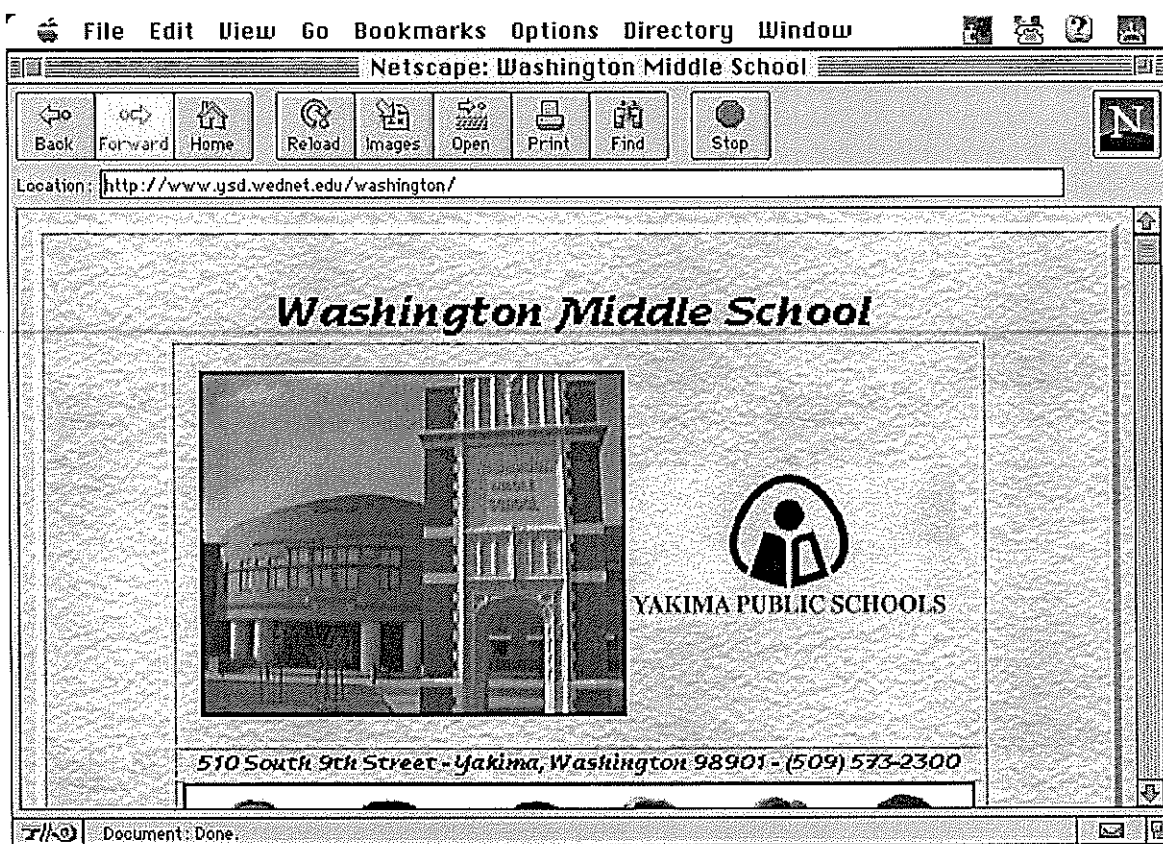 File Edit View Go Bookmarks Options Directory Window
Netscape: Washington Middle School
Back Forward Home Reload Images Open Print Find Stop
N
Location: http://www.ysd.wednet.edu/washington/
Washington Middle School
MIDDLE
SCHOOL
YAKIMA PUBLIC SCHOOLS
510 South 9th Street - Yakima, Washington 98901 - (509) 573-2300
Document: Done.